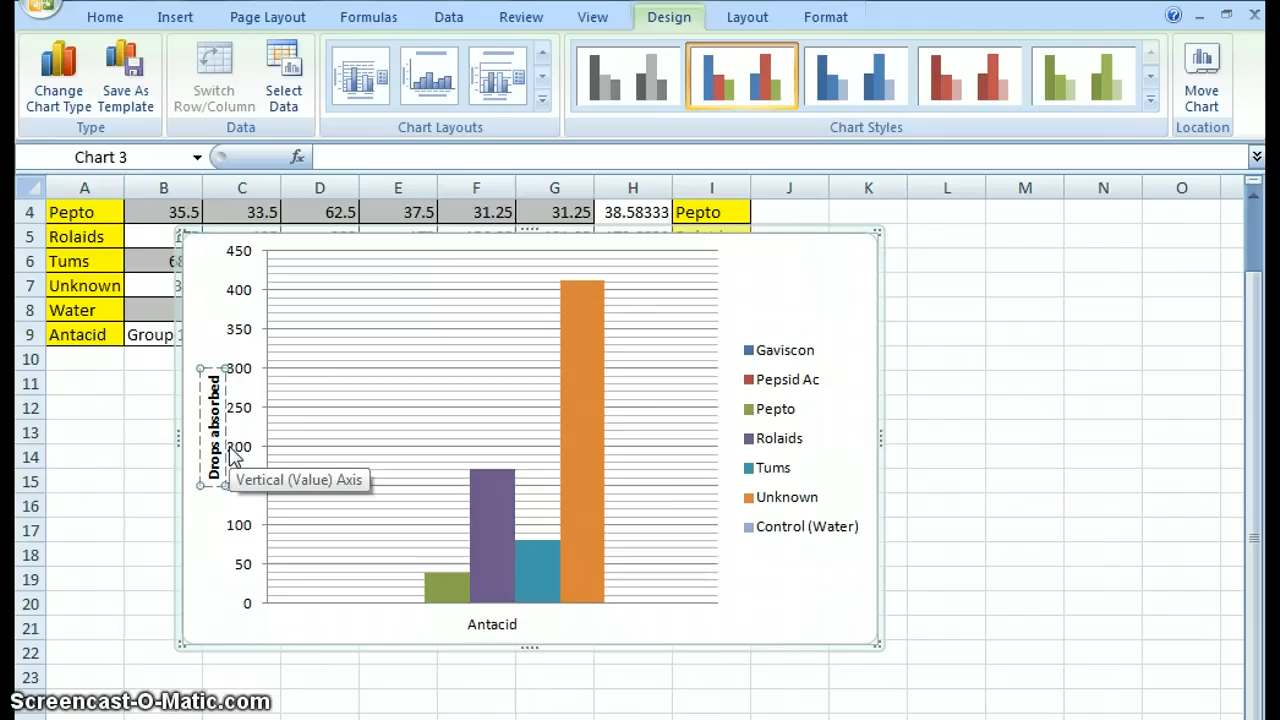 Home Insert Page Layout Formulas Data Review View Design Layout Format
Change Chart Type Save As Template Switch Row/Column Select Data Move Chart
Type Data Chart Layouts Chart Styles Location
Chart 3 fx
A B C D E F G H I J K L M N O
4 Pepto 35.5 33.5 62.5 37.5 31.25 31.25 38.58333 Pepto
5 Rolaids
6 Tums
7 Unknown
8 Water
9 Antacid Group
10
11
12
13
14
15
16
17
18
19
20
21
22
23
450
400
350
300
250
200
100
50
0
Drops absorbed
Vertical (Value) Axis
Antacid
Gaviscon
Pepsid Ac
Pepto
Rolaids
Tums
Unknown
Control (Water)
Screencast-O-Matic.com